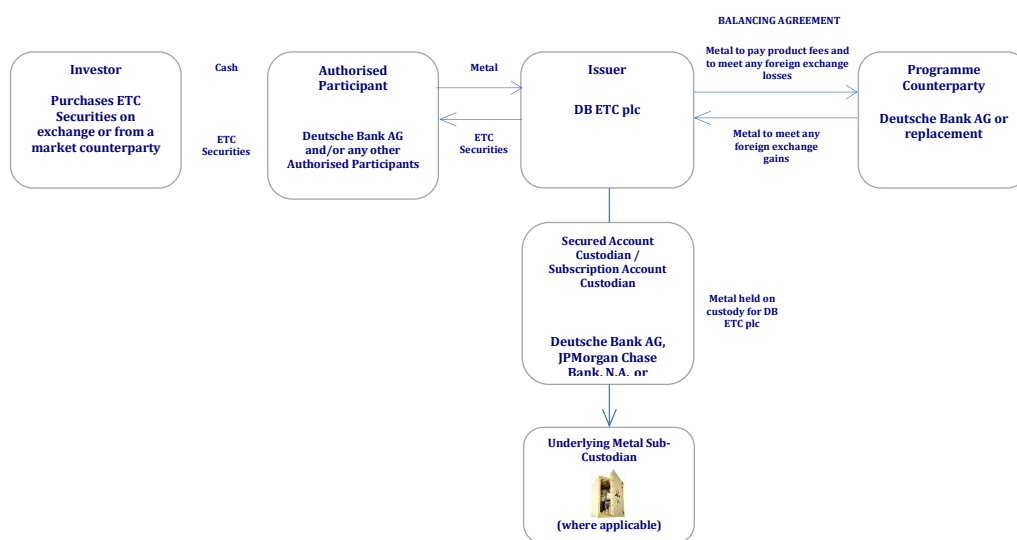 BALANCING AGREEMENT
Investor
Purchases ETC
Securities on
exchange or from a
market counterparty
Cash
ETC
Securities
Authorised
Participant
Deutsche Bank AG
and/or any other
Authorised Participants
Metal
ETC
Securities
Issuer
DB ETC plc
Metal to pay product fees and
to meet any foreign exchange
losses
Metal to meet any
foreign exchange
gains
Programme
Counterparty
Deutsche Bank AG or
replacement
Secured Account
Custodian /
Subscription Account
Custodian
Deutsche Bank AG,
JPMorgan Chase
Bank, N.A. or
Metal held on
custody for DB
ETC plc
Underlying Metal Sub-
Custodian
(where applicable)